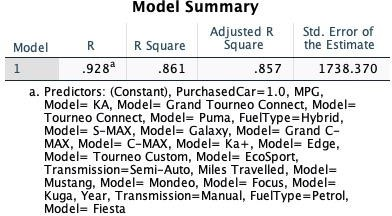 Model Summary
Model R R Square Adjusted R Square Std. Error of the Estimate
1 .928a .861 .857 1738.370
a. Predictors: (Constant), PurchasedCar=1.0, MPG,
Model= KA, Model= Grand Tourneo Connect, Model=
Tourneo Connect, Model= Puma, FuelType=Hybrid,
Model= S-MAX, Model= Galaxy, Model= Grand C-
MAX, Model= C-MAX, Model= Ka+, Model= Edge,
Model= Tourneo Custom, Model= EcoSport,
Transmission=Semi-Auto, Miles Travelled, Model=
Mustang, Model= Mondeo, Model= Focus, Model=
Kuga, Year, Transmission=Manual, FuelType=Petrol,
Model= Fiesta